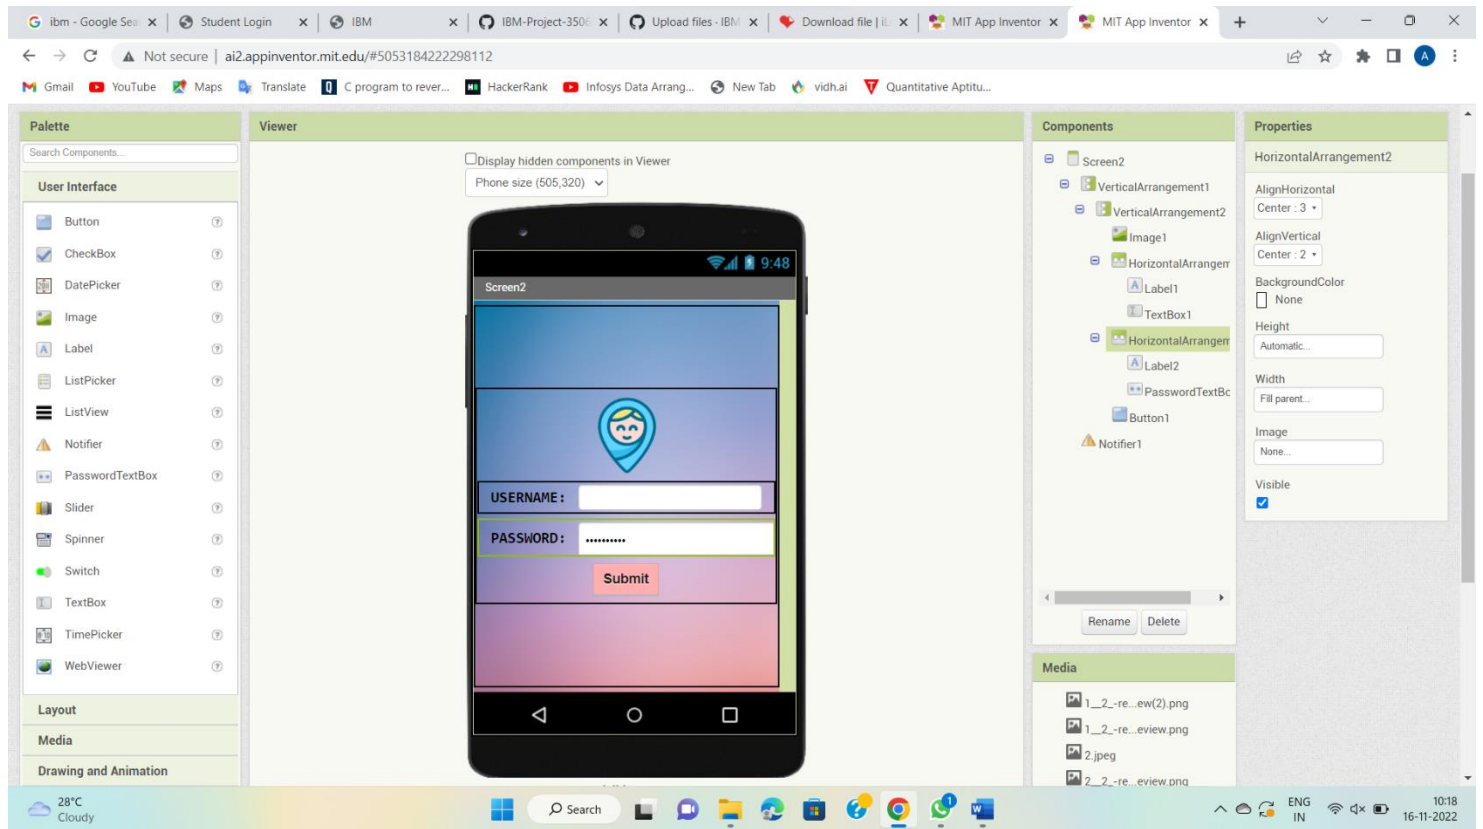 ibm - Google Sea
Student Login
IBM
IBM-Project-3506
Upload files · IBM
Download file | iL
MIT App Inventor
MIT App Inventor
Not secure | ai2.appinventor.mit.edu/#5053184222298112
A
Gmail
YouTube
Maps
Translate
C program to rever...
HackerRank
Infosys Data Arrang...
New Tab
vidh.ai
Quantitative Aptitu...
Palette
Search Components...
User Interface
Button
CheckBox
DatePicker
Image
Label
ListPicker
ListView
Notifier
PasswordTextBox
Slider
Spinner
Switch
TextBox
TimePicker
WebViewer
Layout
Media
Drawing and Animation
Viewer
Display hidden components in Viewer
Phone size (505,320)
9:48
Screen2
USERNAME:
PASSWORD:
Submit
Components
Screen2
VerticalArrangement1
VerticalArrangement2
Image1
HorizontalArrangem
Label1
TextBox1
HorizontalArrangem
Label2
PasswordTextBo
Button1
Notifier1
Rename
Delete
Media
1__2_-re...ew(2).png
1__2_-re...eview.png
2.jpeg
2__2_-re...eview.png
Properties
HorizontalArrangement2
AlignHorizontal
Center : 3
AlignVertical
Center : 2
BackgroundColor
None
Height
Automatic...
Width
Fill parent...
Image
None...
Visible
28°C
Cloudy
Search
ENG
IN
10:18
16-11-2022